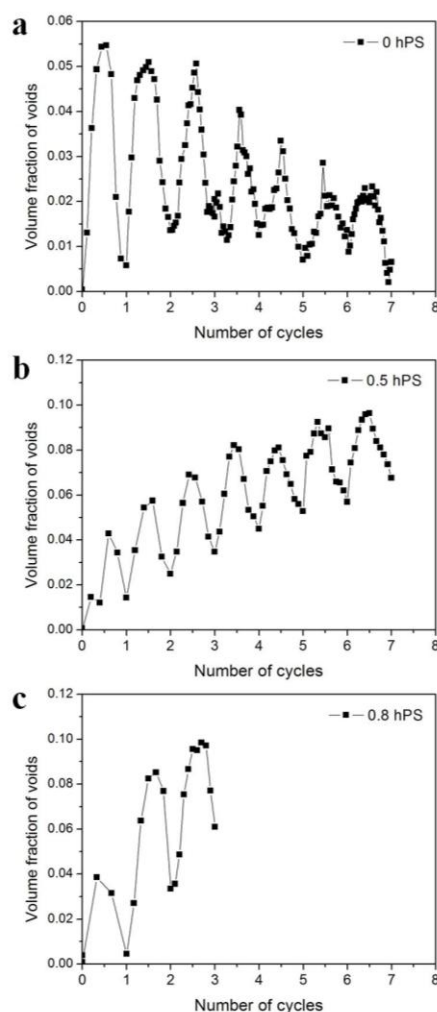 a
0.06
0.05
0.04
0.03
0.02
0.01
0.00
Volume fraction of voids
0 hPS
0 1 2 3 4 5 6 7 8
Number of cycles
b
0.12
0.10
0.08
0.06
0.04
0.02
0.00
Volume fraction of voids
0.5 hPS
0 1 2 3 4 5 6 7 8
Number of cycles
c
0.12
0.10
0.08
0.06
0.04
0.02
0.00
Volume fraction of voids
0.8 hPS
0 1 2 3 4 5 6 7 8
Number of cycles